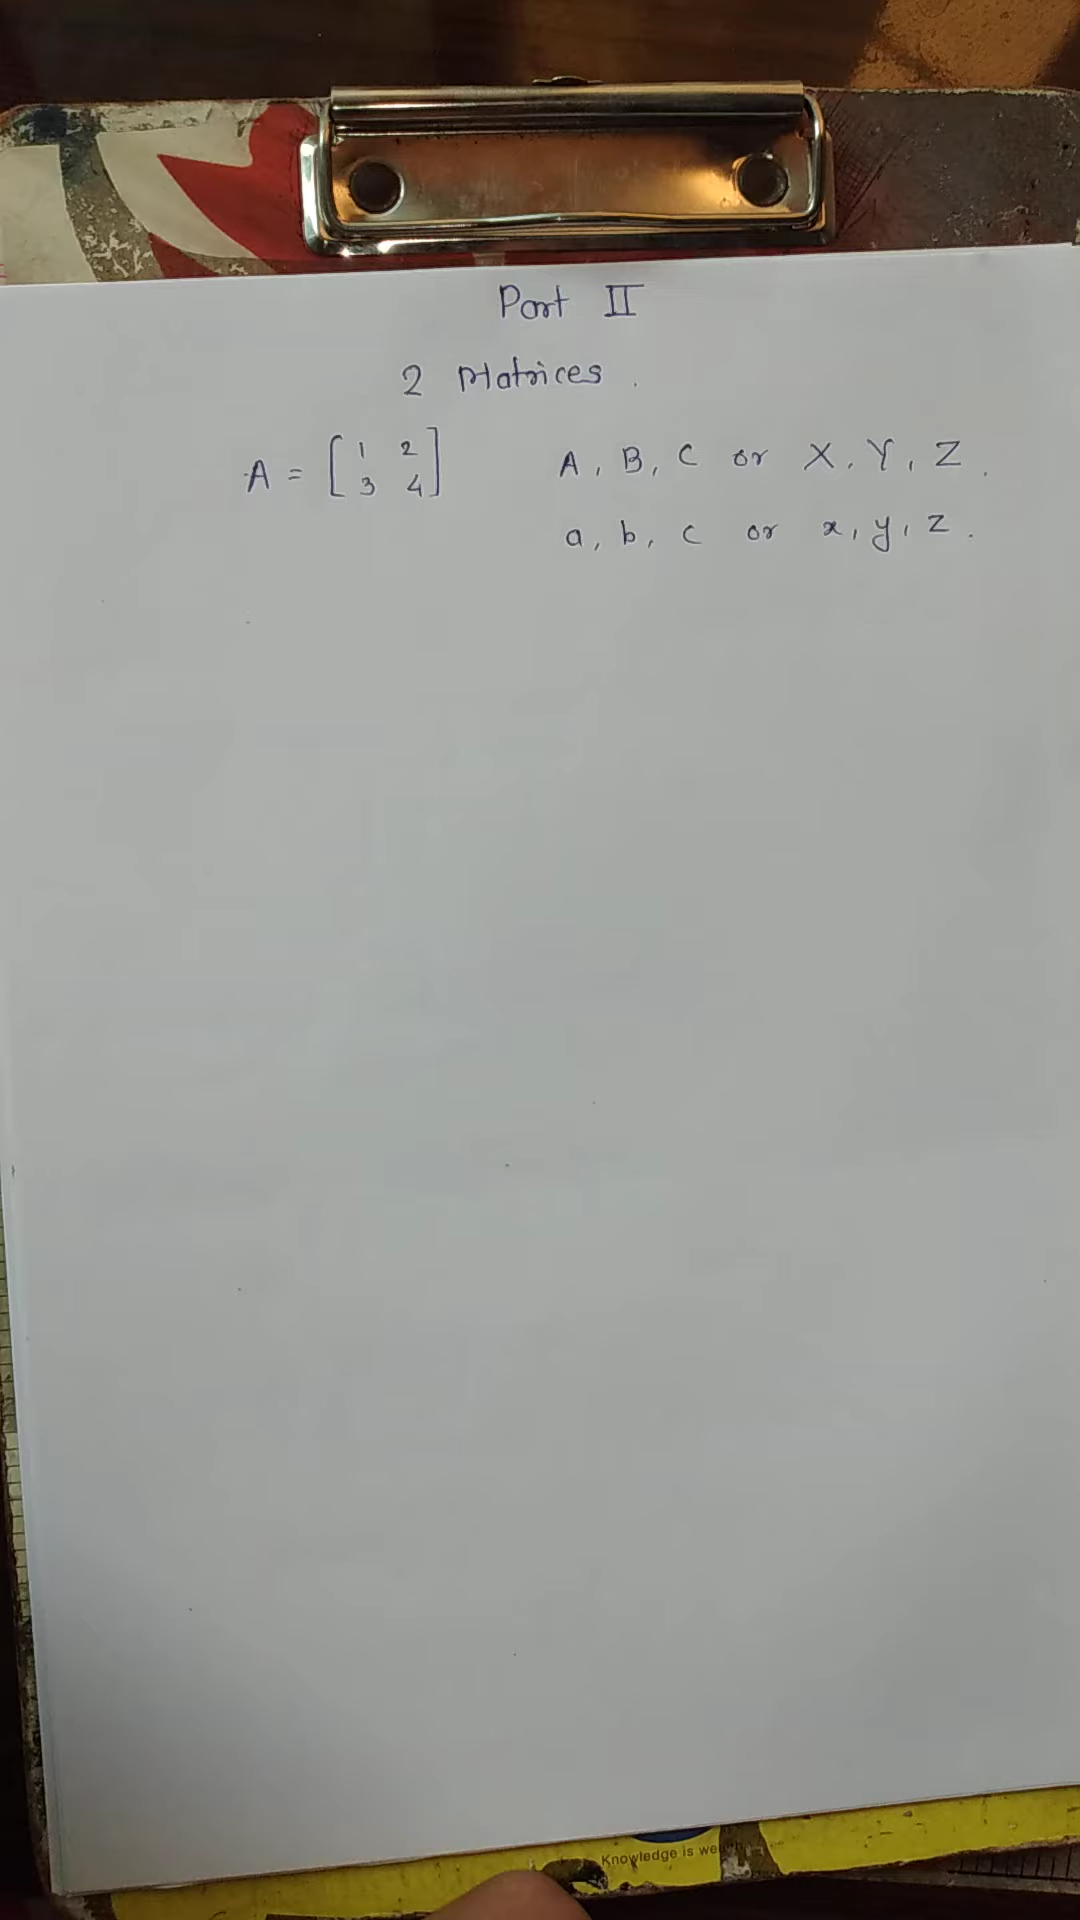 Part II
2 Matrices.
A = [1 2 A, B, C or X, Y, Z.
3 4]
a, b, c or x, y, z.
Knowledge is we